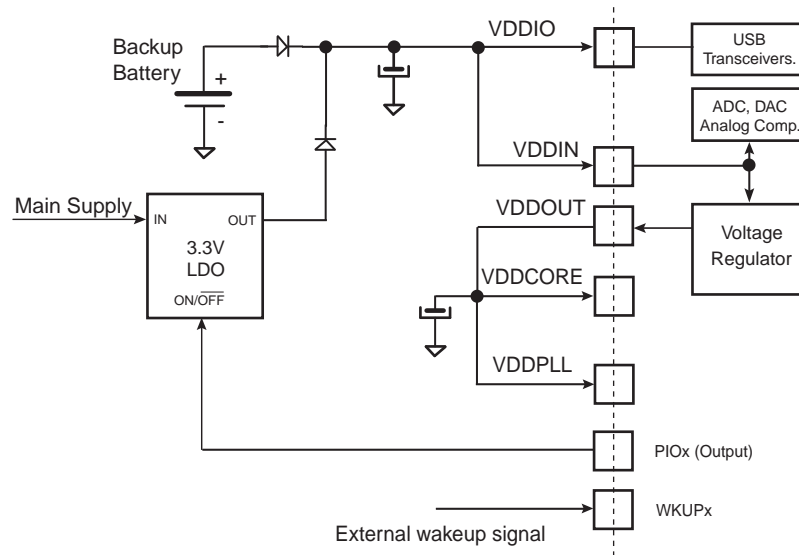 VDDIO
USB
Transceivers.
Backup
Battery
+
-
ADC, DAC
Analog Comp.
VDDIN
Main Supply
IN
OUT
3.3V
LDO
ON/OFF
VDDOUT
Voltage
Regulator
VDDCORE
VDDPLL
PIOx (Output)
WKUPx
External wakeup signal